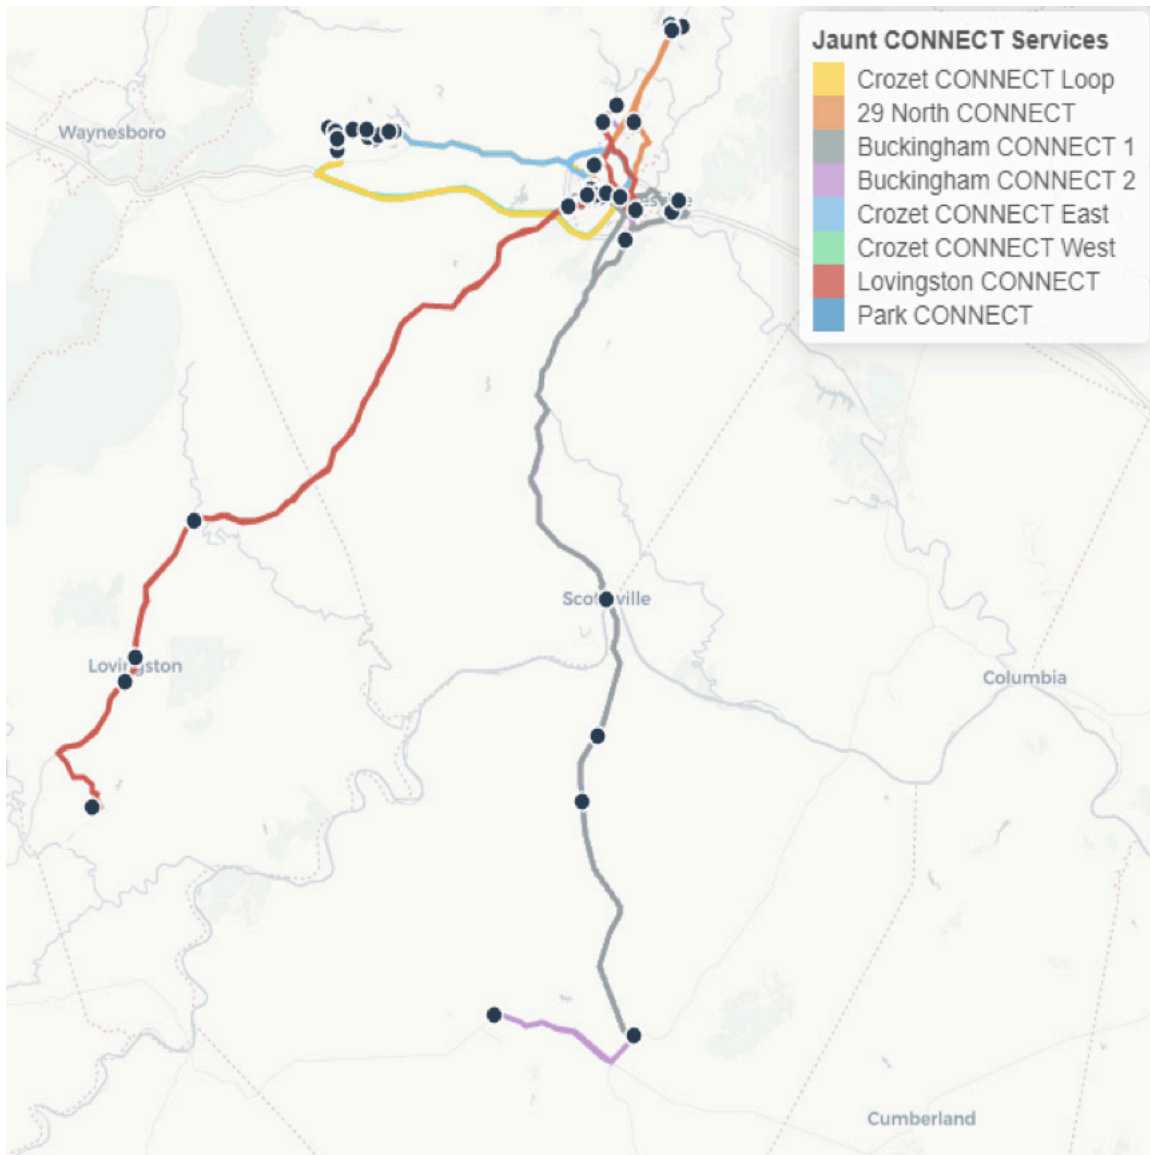 Jaunt CONNECT Services
Crozet CONNECT Loop
29 North CONNECT
Buckingham CONNECT 1
Buckingham CONNECT 2
Crozet CONNECT East
Crozet CONNECT West
Lovingston CONNECT
Park CONNECT
Waynesboro
Lovingston
Columbia
Cumberland